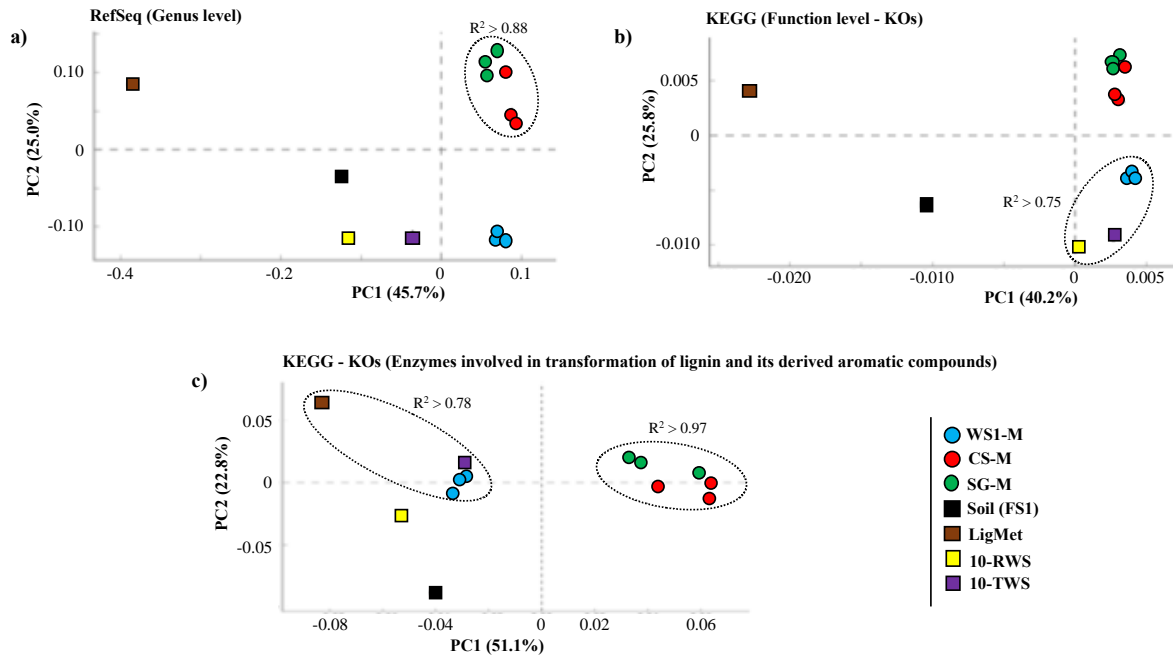 RefSeq (Genus level)
a)
R² > 0.88
0.10
0
-0.10
PC2 (25.0%)
-0.4
-0.2
0
0.1
PC1 (45.7%)
KEGG (Function level - KOs)
b)
0.005
0
-0.010
PC2 (25.8%)
R² > 0.75
-0.020
-0.010
0
0.005
PC1 (40.2%)
KEGG - KOs (Enzymes involved in transformation of lignin and its derived aromatic compounds)
c)
R² > 0.78
R² > 0.97
0.05
0
-0.05
PC2 (22.8%)
-0.08
-0.04
0
0.02
0.04
0.06
PC1 (51.1%)
WS1-M
CS-M
SG-M
Soil (FS1)
LigMet
10-RWS
10-TWS